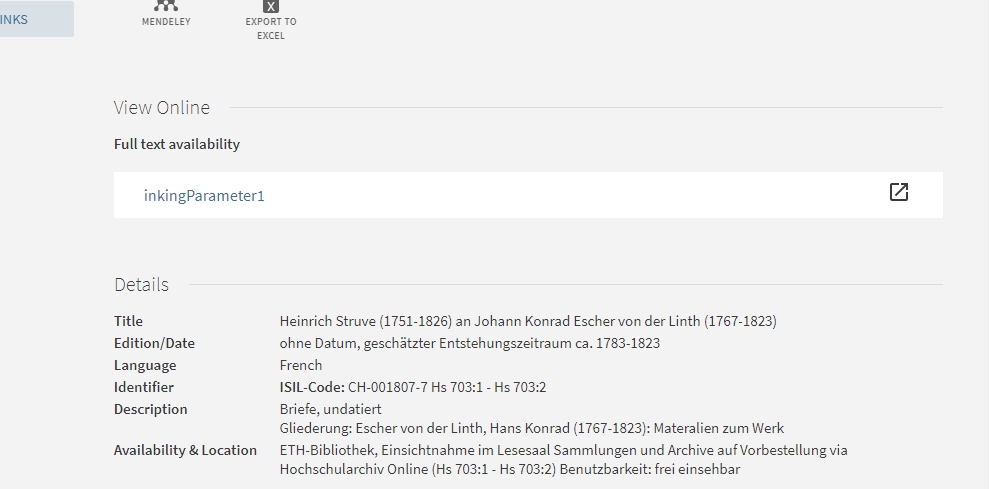 INKS
MENDELEY
EXPORT TO
EXCEL
View Online
Full text availability
inkingParameter1
Details
Title Heinrich Struve (1751-1826) an Johann Konrad Escher von der Linth (1767-1823)
Edition/Date ohne Datum, geschätzter Entstehungszeitraum ca. 1783-1823
Language French
Identifier ISIL-Code: CH-001807-7 Hs 703:1 - Hs 703:2
Description Briefe, undatiert
Gliederung: Escher von der Linth, Hans Konrad (1767-1823): Materialen zum Werk
Availability & Location ETH-Bibliothek, Einsichtnahme im Lesesaal Sammlungen und Archive auf Vorbestellung via
Hochschularchiv Online (Hs 703:1 - Hs 703:2) Benutzbarkeit: frei einsehbar